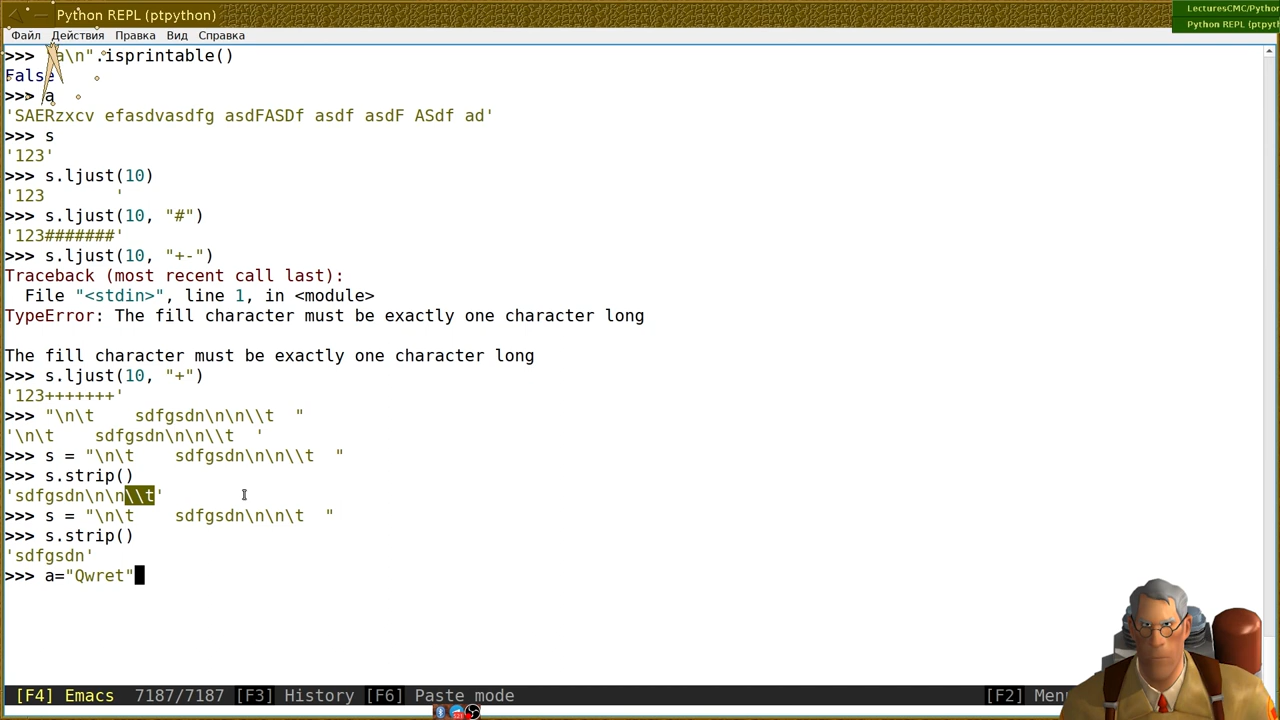 Python REPL (ptpython)
LecturesCMC/Python
Python REPL (ptpyt
Файл Действия Правка Вид Справка
>>> "a\n".isprintable()
False
>>> a
'SAERzxcv efasdvasdfg asdFASDf asdf asdF ASdf ad'
>>> s
'123'
>>> s.ljust(10)
'123       '
>>> s.ljust(10, "#")
'123#######'
>>> s.ljust(10, "+-")
Traceback (most recent call last):
  File "<stdin>", line 1, in <module>
TypeError: The fill character must be exactly one character long
The fill character must be exactly one character long
>>> s.ljust(10, "+")
'123+++++++'
>>> "\n\t    sdfgsdn\n\n\\t  "
'\n\t    sdfgsdn\n\n\\t  '
>>> s = "\n\t    sdfgsdn\n\n\\t  "
>>> s.strip()
'sdfgsdn\n\n\\t'
>>> s = "\n\t    sdfgsdn\n\n\t  "
>>> s.strip()
'sdfgsdn'
>>> a="Qwret"
[F4] Emacs  7187/7187 [F3] History [F6] Paste mode [F2] Menu